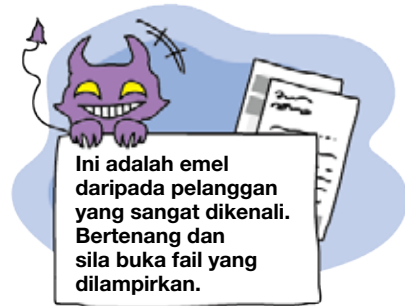 Ini adalah emel
daripada pelanggan
yang sangat dikenali.
Bertenang dan
sila buka fail yang
dilampirkan.